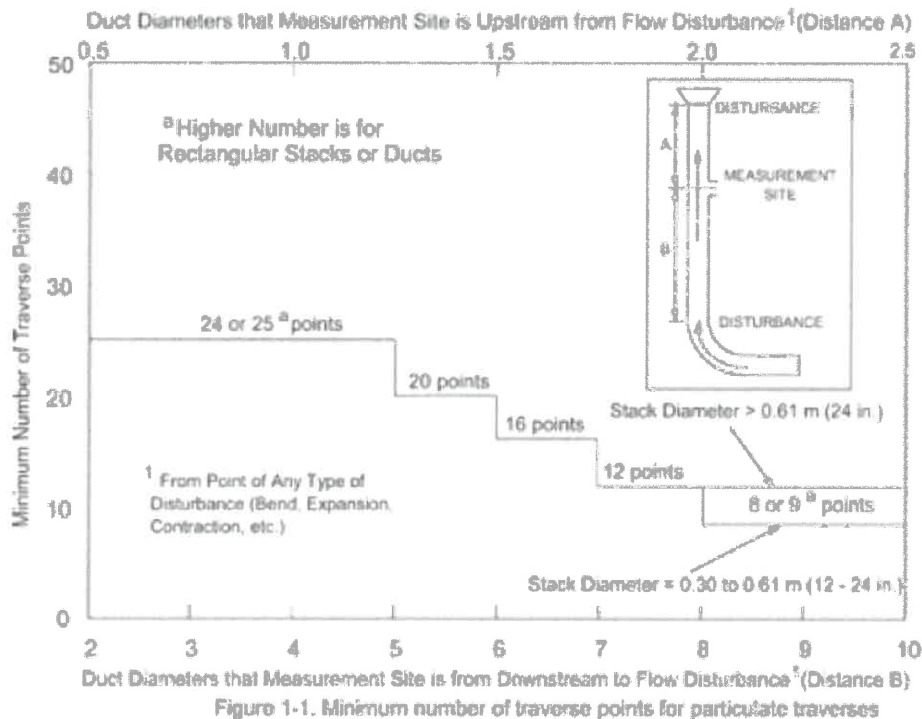 Duct Diameters that Measurement Site is Upstream from Flow Disturbance † (Distance A)
0.5 1.0 1.5 2.0 2.5
50
40
30
20
10
0
Minimum Number of Traverse Points
a Higher Number is for
Rectangular Stacks or Ducts
DISTURBANCE
A
MEASUREMENT
SITE
B
DISTURBANCE
24 or 25 a points
20 points
16 points
12 points
Stack Diameter > 0.61 m (24 in.)
8 or 9 a points
1 From Point of Any Type of
Disturbance (Bend, Expansion,
Contraction, etc.)
Stack Diameter = 0.30 to 0.61 m (12 - 24 in.)
2 3 4 5 6 7 8 9 10
Duct Diameters that Measurement Site is from Downstream to Flow Disturbance † (Distance B)
Figure 1-1. Minimum number of traverse points for particulate traverses